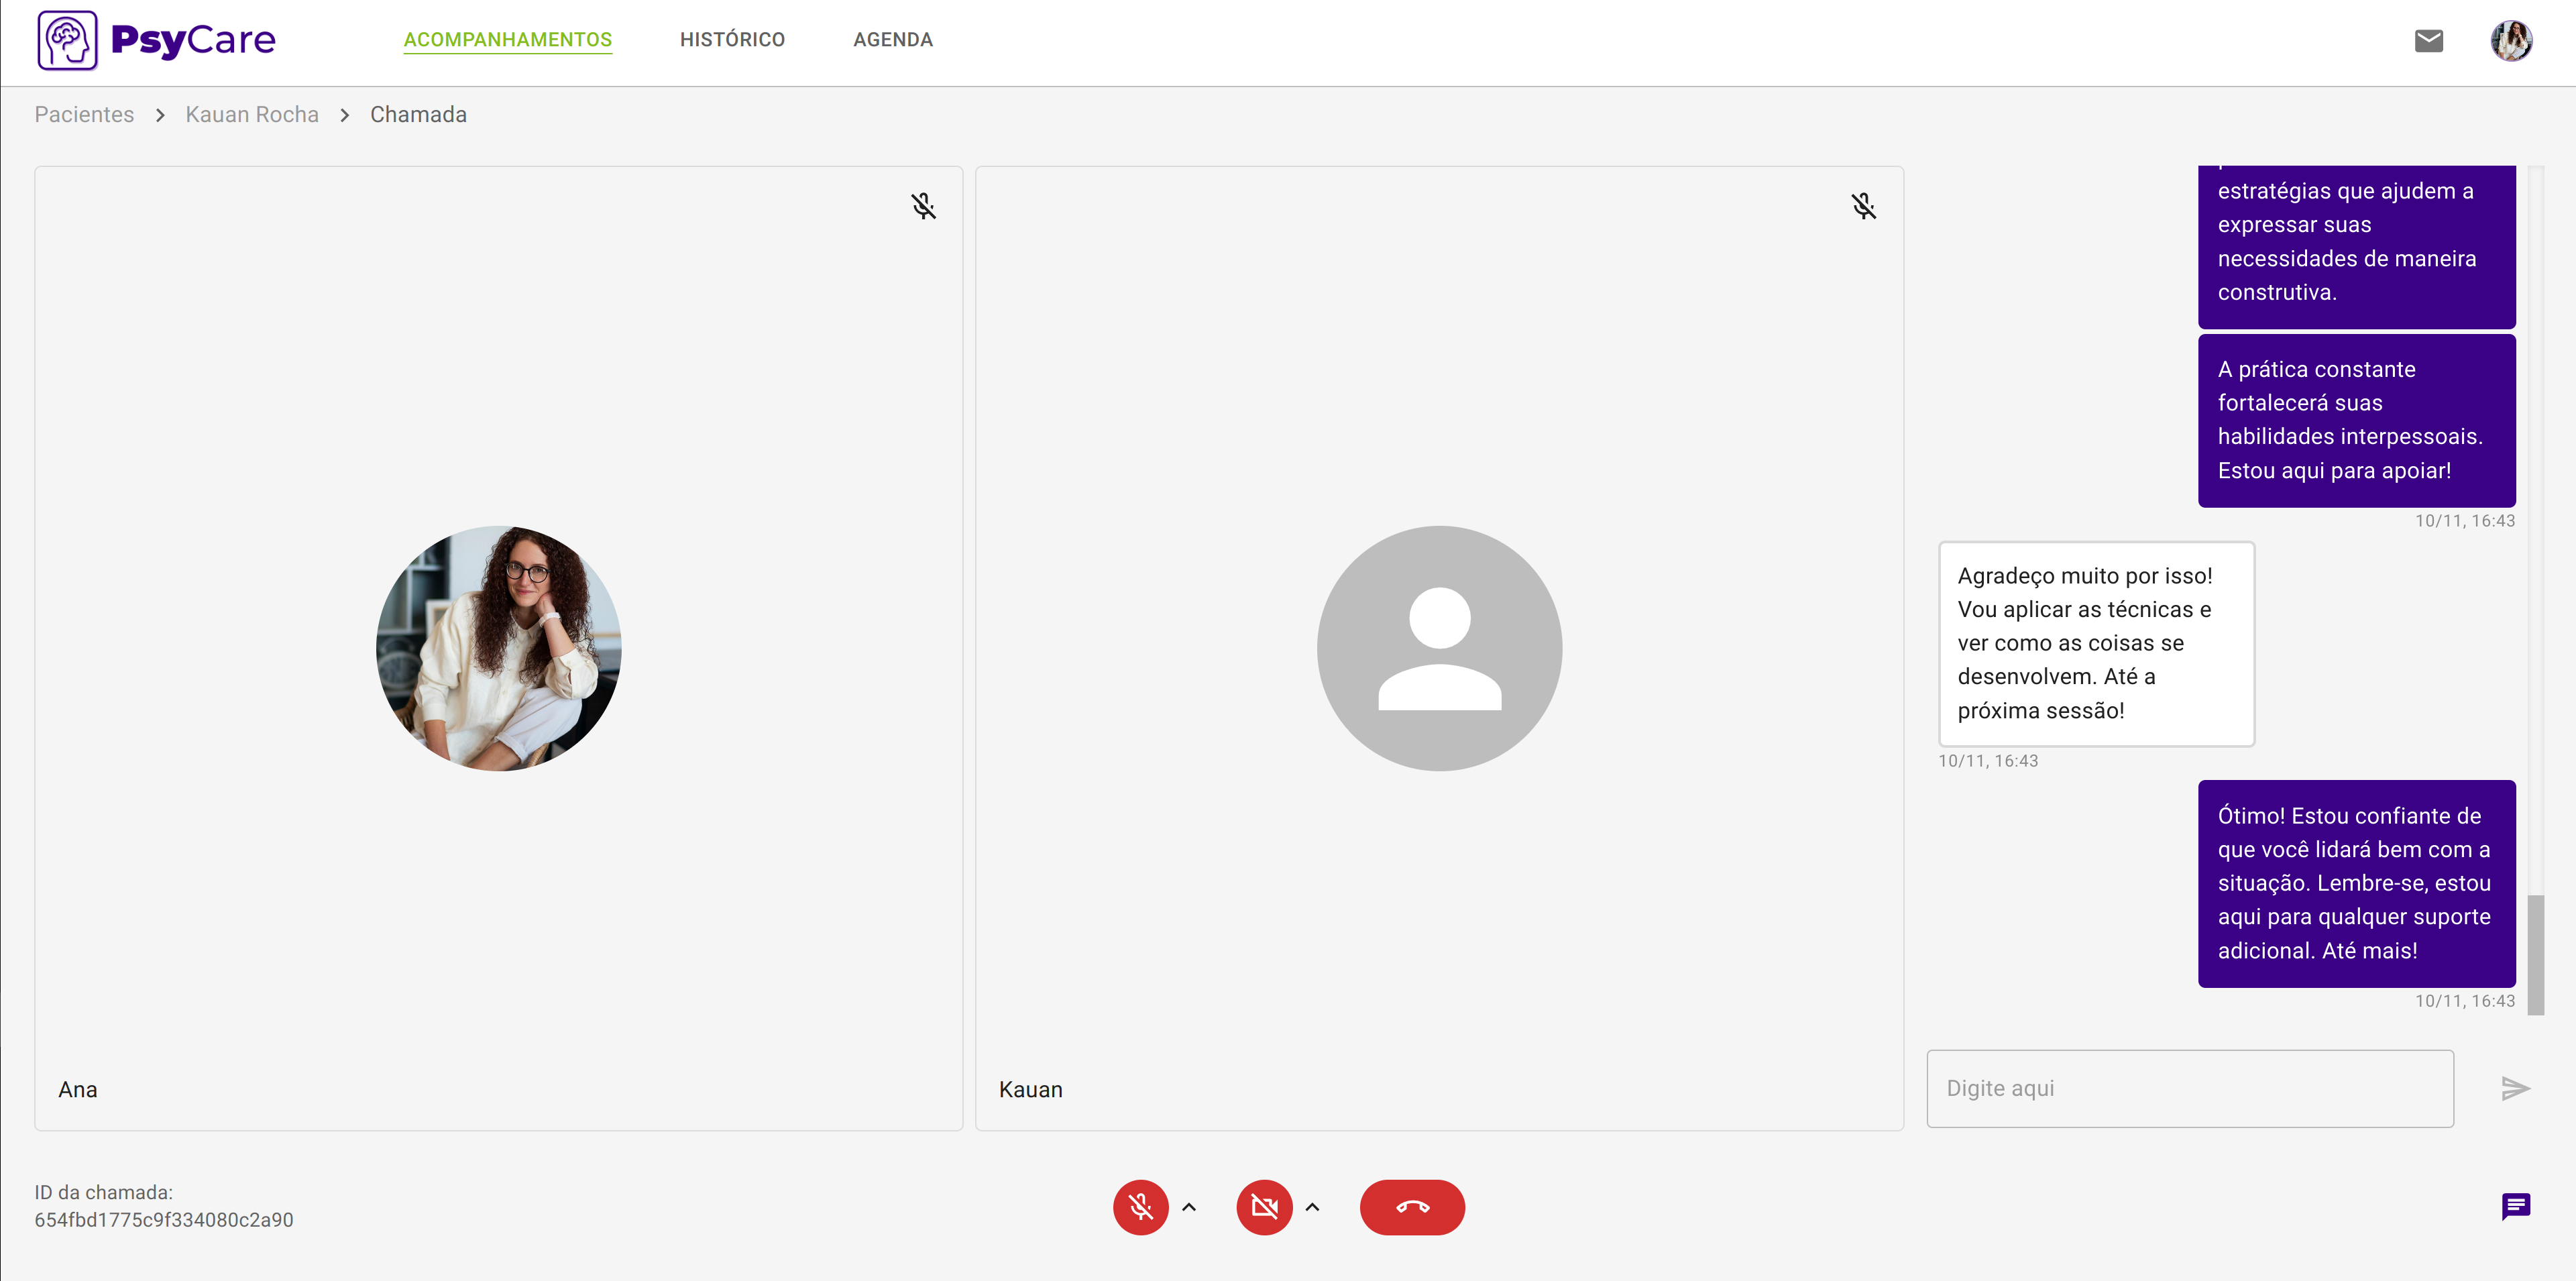 PsyCare
ACOMPANHAMENTOS
HISTÓRICO
AGENDA
Pacientes > Kauan Rocha > Chamada
Ana
Kauan
estratégias que ajudem a
expressar suas
necessidades de maneira
construtiva.
A prática constante
fortalecerá suas
habilidades interpessoais.
Estou aqui para apoiar!
10/11, 16:43
Agradeço muito por isso!
Vou aplicar as técnicas e
ver como as coisas se
desenvolvem. Até a
próxima sessão!
10/11, 16:43
Ótimo! Estou confiante de
que você lidará bem com a
situação. Lembre-se, estou
aqui para qualquer suporte
adicional. Até mais!
10/11, 16:43
Digite aqui
ID da chamada:
654fbd1775c9f334080c2a90